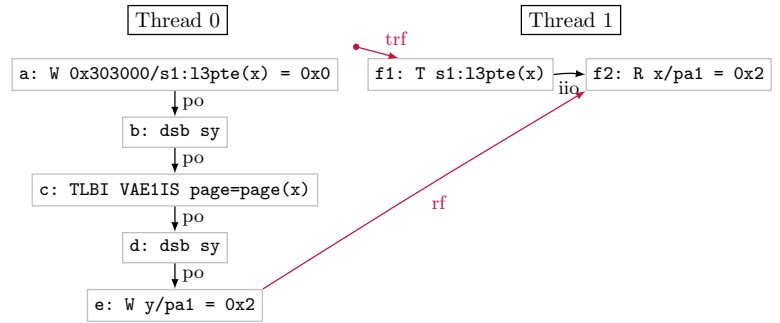 Thread 0
Thread 1
trf
a: W 0x303000/s1:l3pte(x) = 0x0
f1: T s1:l3pte(x)
iio
f2: R x/pa1 = 0x2
po
b: dsb sy
po
c: TLBI VAE1IS page=page(x)
po
rf
d: dsb sy
po
e: W y/pa1 = 0x2